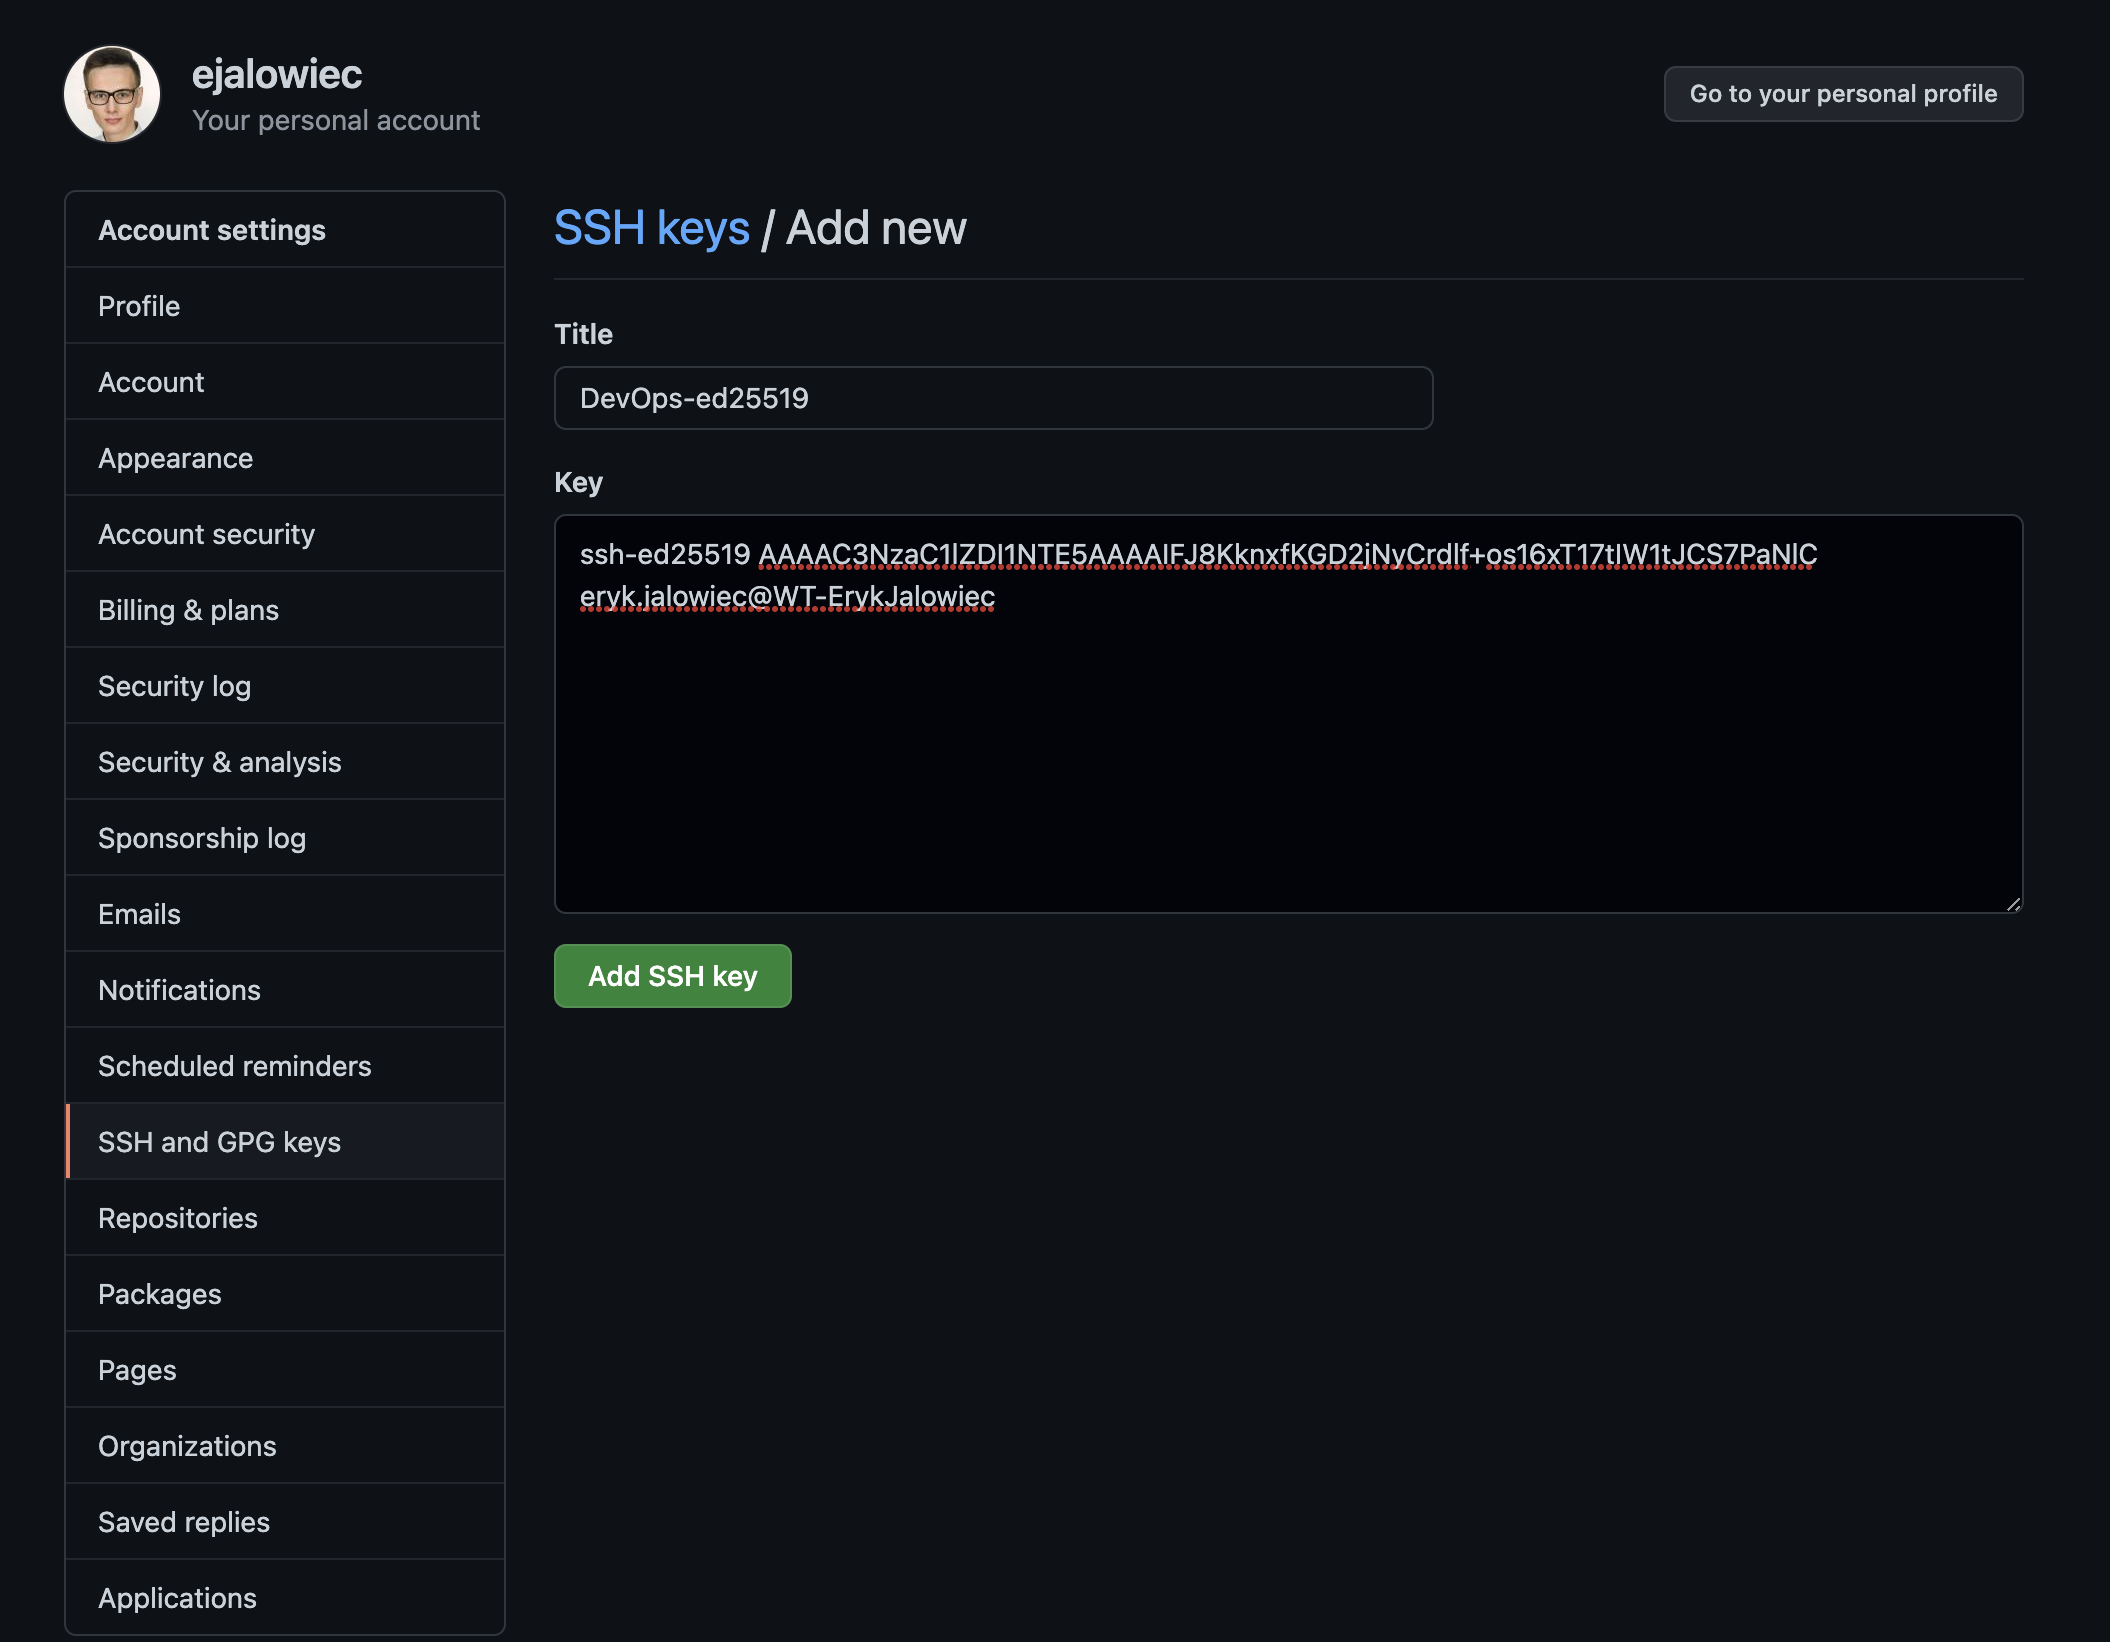 ejalowiec
Your personal account
Go to your personal profile
Account settings
Profile
Account
Appearance
Account security
Billing & plans
Security log
Security & analysis
Sponsorship log
Emails
Notifications
Scheduled reminders
SSH and GPG keys
Repositories
Packages
Pages
Organizations
Saved replies
Applications
SSH keys / Add new
Title
DevOps-ed25519
Key
ssh-ed25519 AAAAC3NzaC1lZDI1NTE5AAAAIFJ8KknxfKGD2jNyCrdlf+os16xT17tIW1tJCS7PaNlC
eryk.jalowiec@WT-ErykJalowiec
Add SSH key